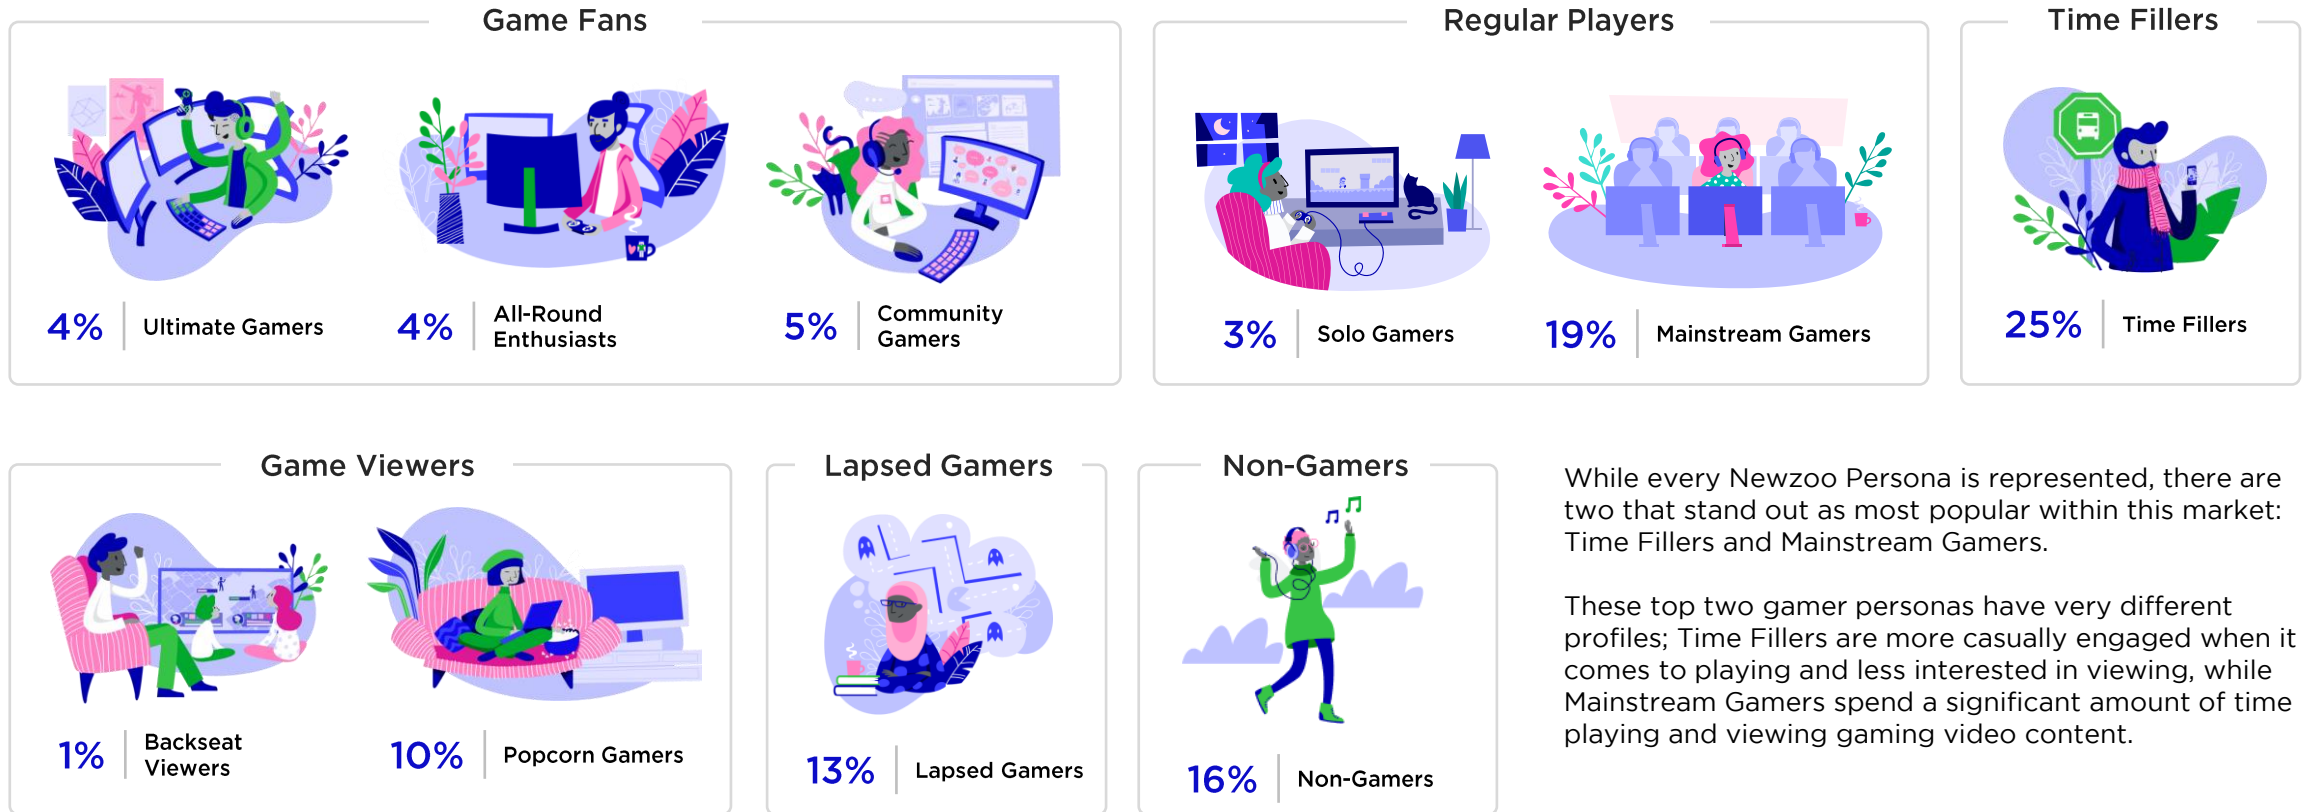 Game Fans
4%
Ultimate Gamers
4%
All-Round
Enthusiasts
5%
Community
Gamers
Regular Players
3%
Solo Gamers
19%
Mainstream Gamers
Time Fillers
25%
Time Fillers
Game Viewers
1%
Backseat
Viewers
10%
Popcorn Gamers
Lapsed Gamers
13%
Lapsed Gamers
Non-Gamers
16%
Non-Gamers
While every Newzoo Persona is represented, there are
two that stand out as most popular within this market:
Time Fillers and Mainstream Gamers.
These top two gamer personas have very different
profiles; Time Fillers are more casually engaged when it
comes to playing and less interested in viewing, while
Mainstream Gamers spend a significant amount of time
playing and viewing gaming video content.